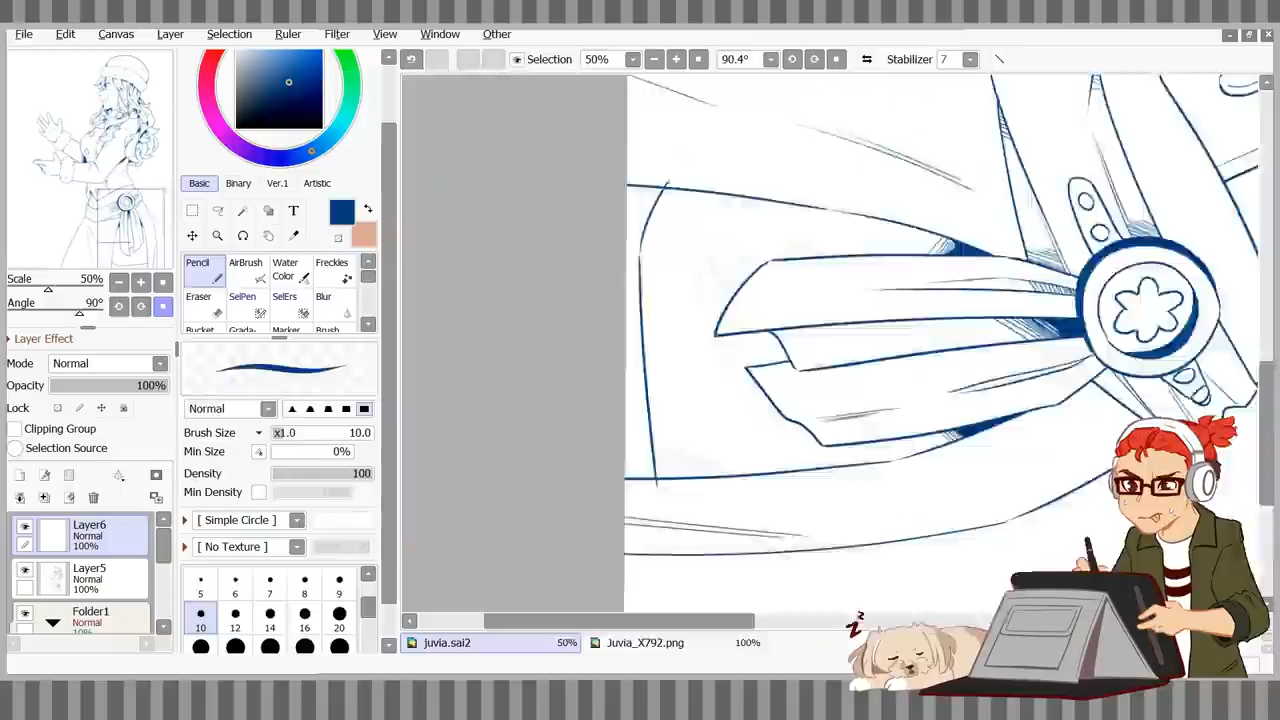 File Edit Canvas Layer Selection Ruler Filter View Window Other
Selection 50% 90.4° Stabilizer 7
Basic Binary Ver.1 Artistic
T
Pencil AirBrush Water Color Freckles
Eraser SelPen SelErs Blur
Bucket Grada- Marker Brush
Scale 50%
Angle 90°
Layer Effect
Mode Normal
Opacity 100%
Lock
Clipping Group
Selection Source
Normal
Brush Size x1.0 10.0
Min Size 0%
Density 100
Min Density
[ Simple Circle ]
[ No Texture ]
5 6 7 8 9
10 12 14 16 20
Layer6
Normal
100%
Layer5
Normal
100%
Folder1
Normal
10%
juvia.sai2 50% Juvia_X792.png 100%
z z